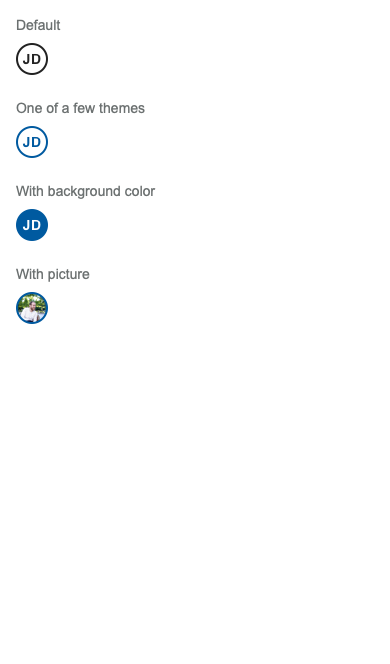 Default
JD
One of a few themes
JD
With background color
JD
With picture